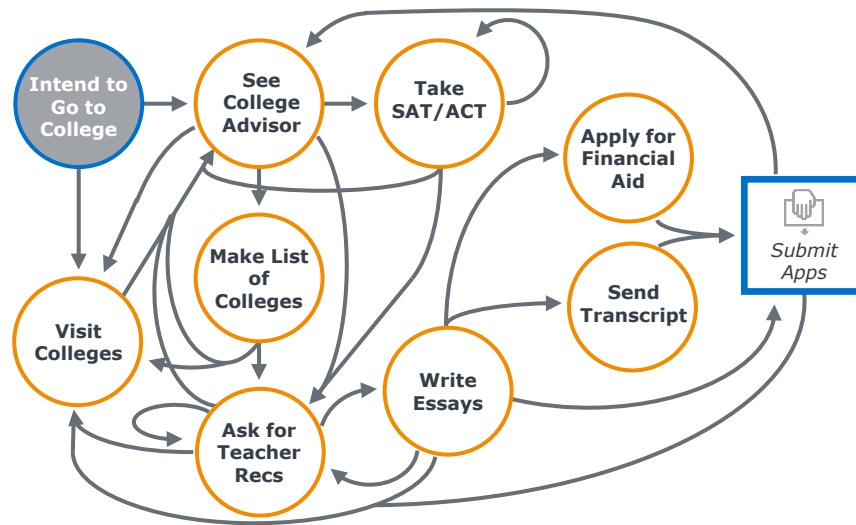 Intend to
Go to
College
See
College
Advisor
Take
SAT/ACT
Apply for
Financial
Aid
Submit
Apps
Make List
of
Colleges
Send
Transcript
Visit
Colleges
Write
Essays
Ask for
Teacher
Recs